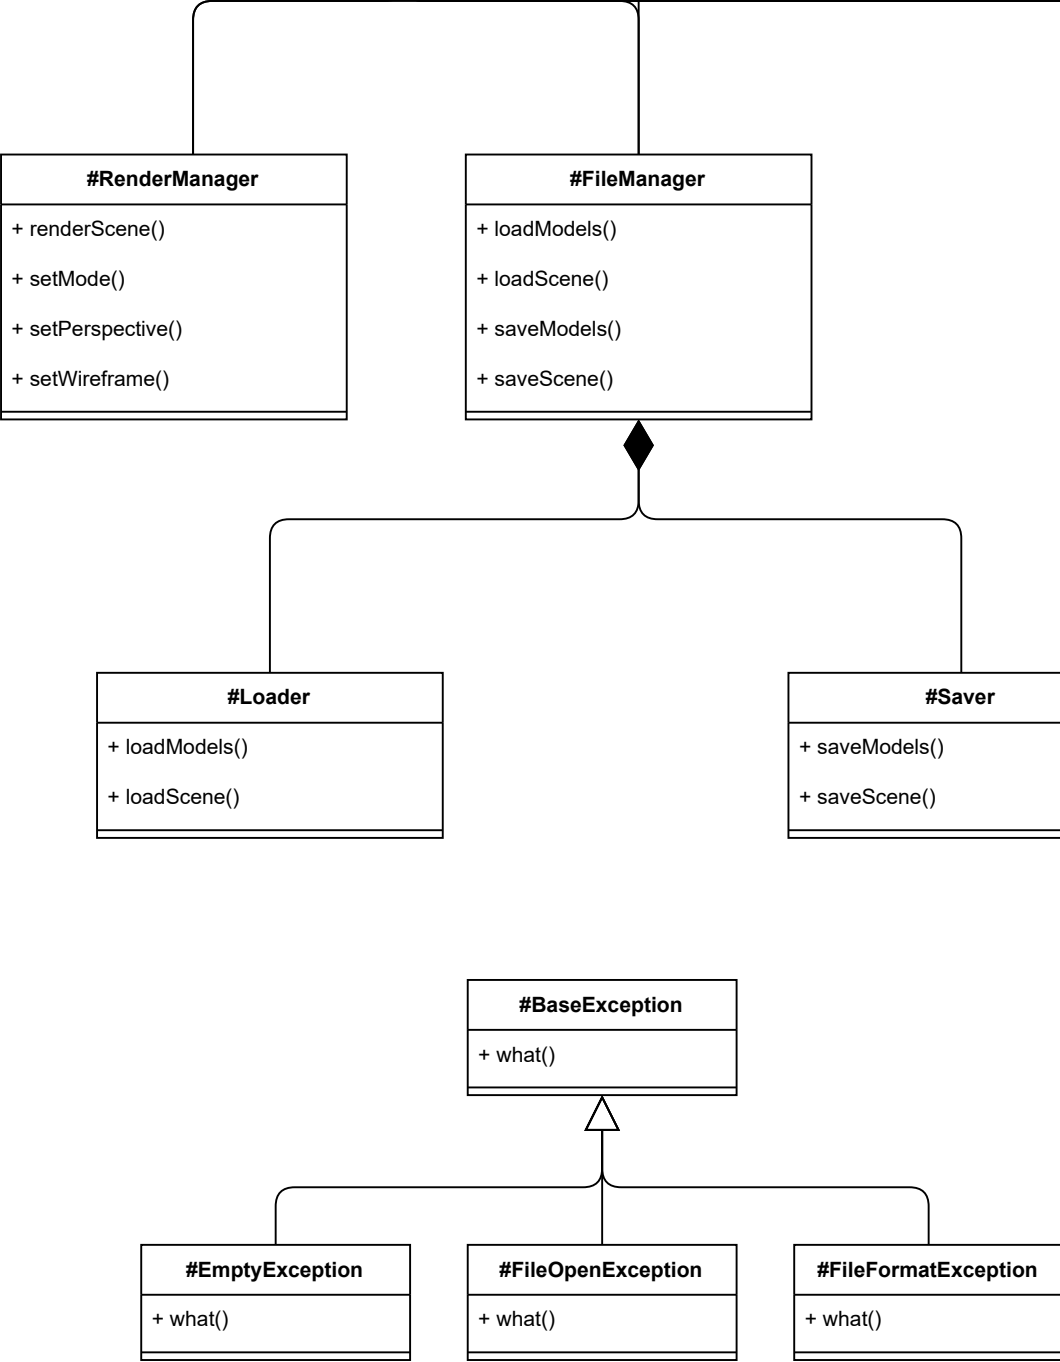 #RenderManager
+ renderScene()
+ setMode()
+ setPerspective()
+ setWireframe()
#FileManager
+ loadModels()
+ loadScene()
+ saveModels()
+ saveScene()
#Loader
+ loadModels()
+ loadScene()
#Saver
+ saveModels()
+ saveScene()
#BaseException
+ what()
#EmptyException
+ what()
#FileOpenException
+ what()
#FileFormatException
+ what()